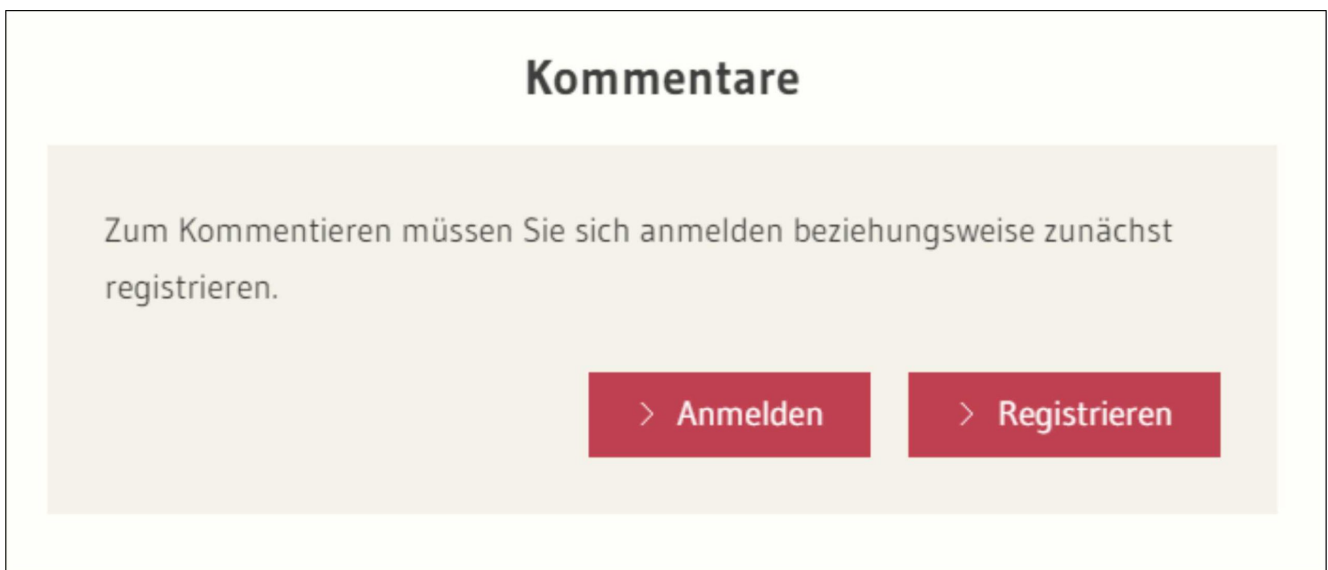 Kommentare
Zum Kommentieren müssen Sie sich anmelden beziehungsweise zunächst
registrieren.
> Anmelden
> Registrieren